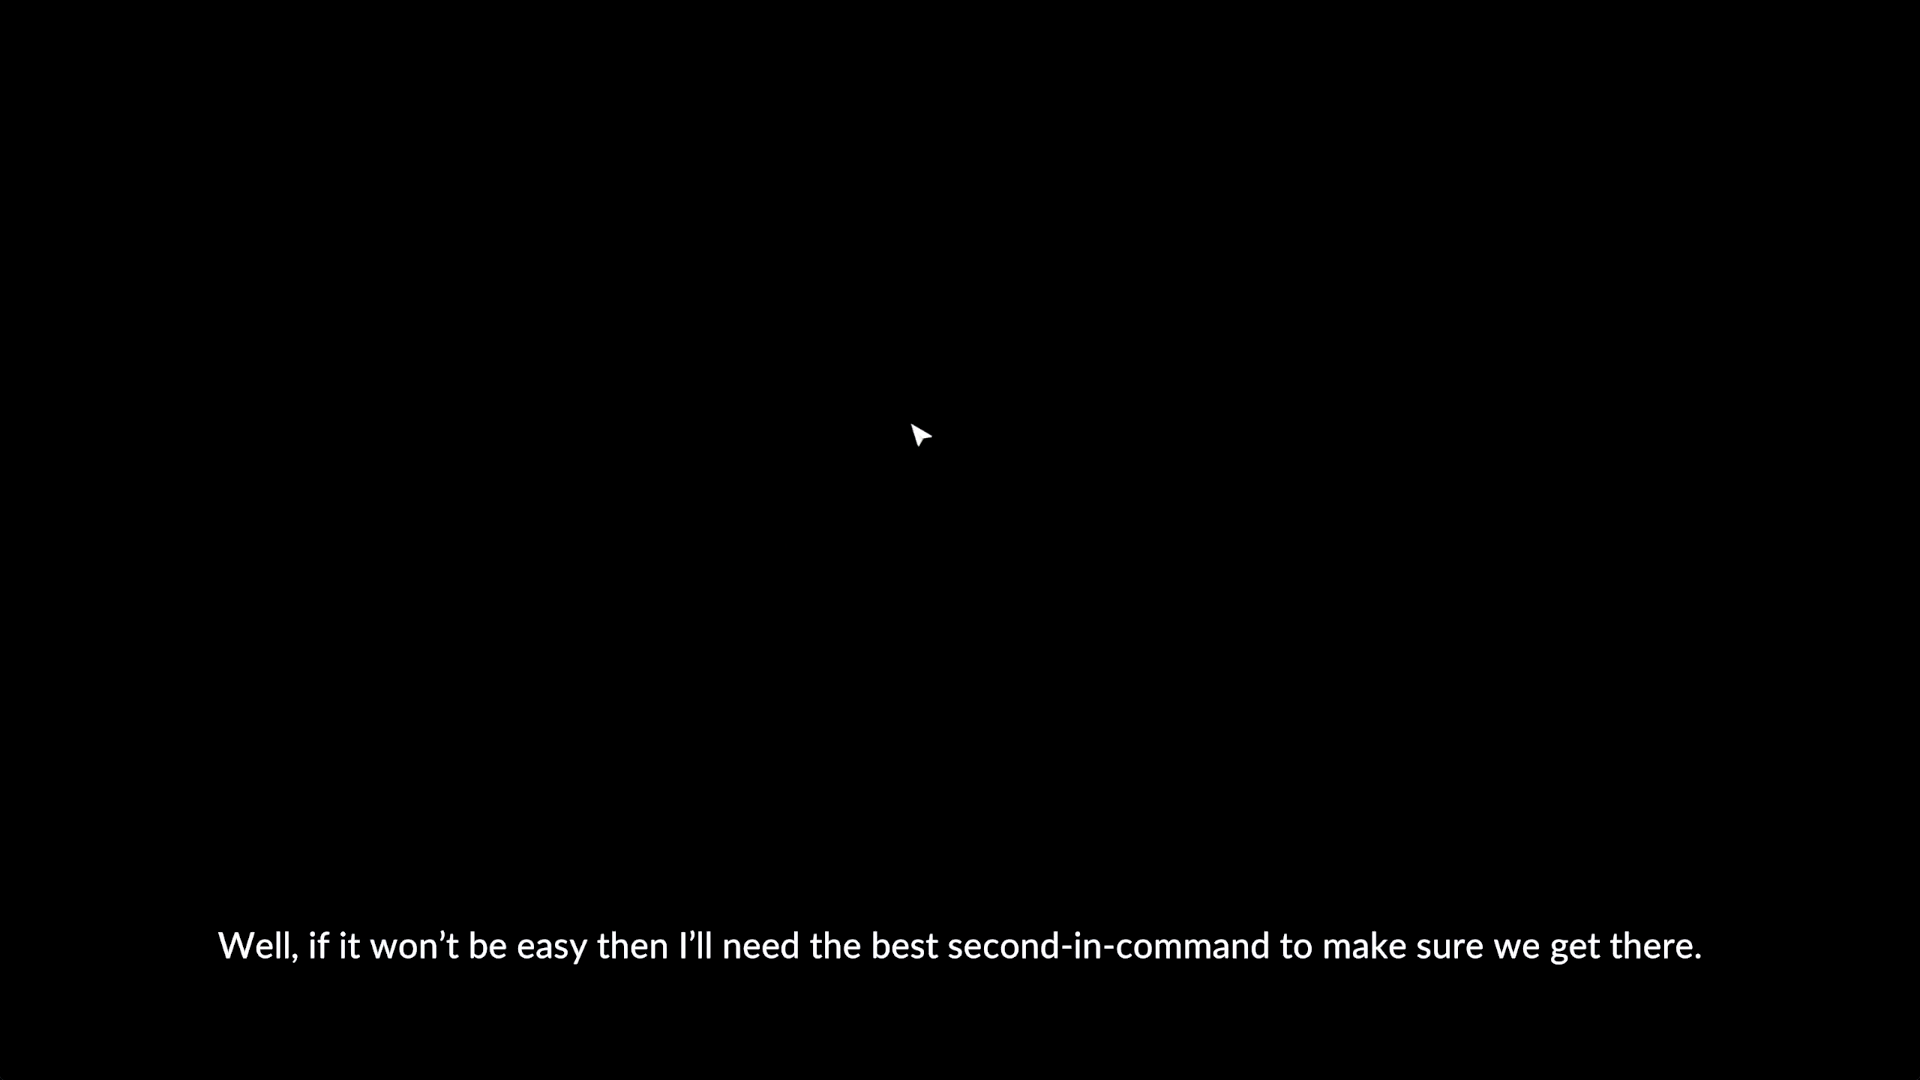 Well, if it won’t be easy then I’ll need the best second-in-command to make sure we get there.